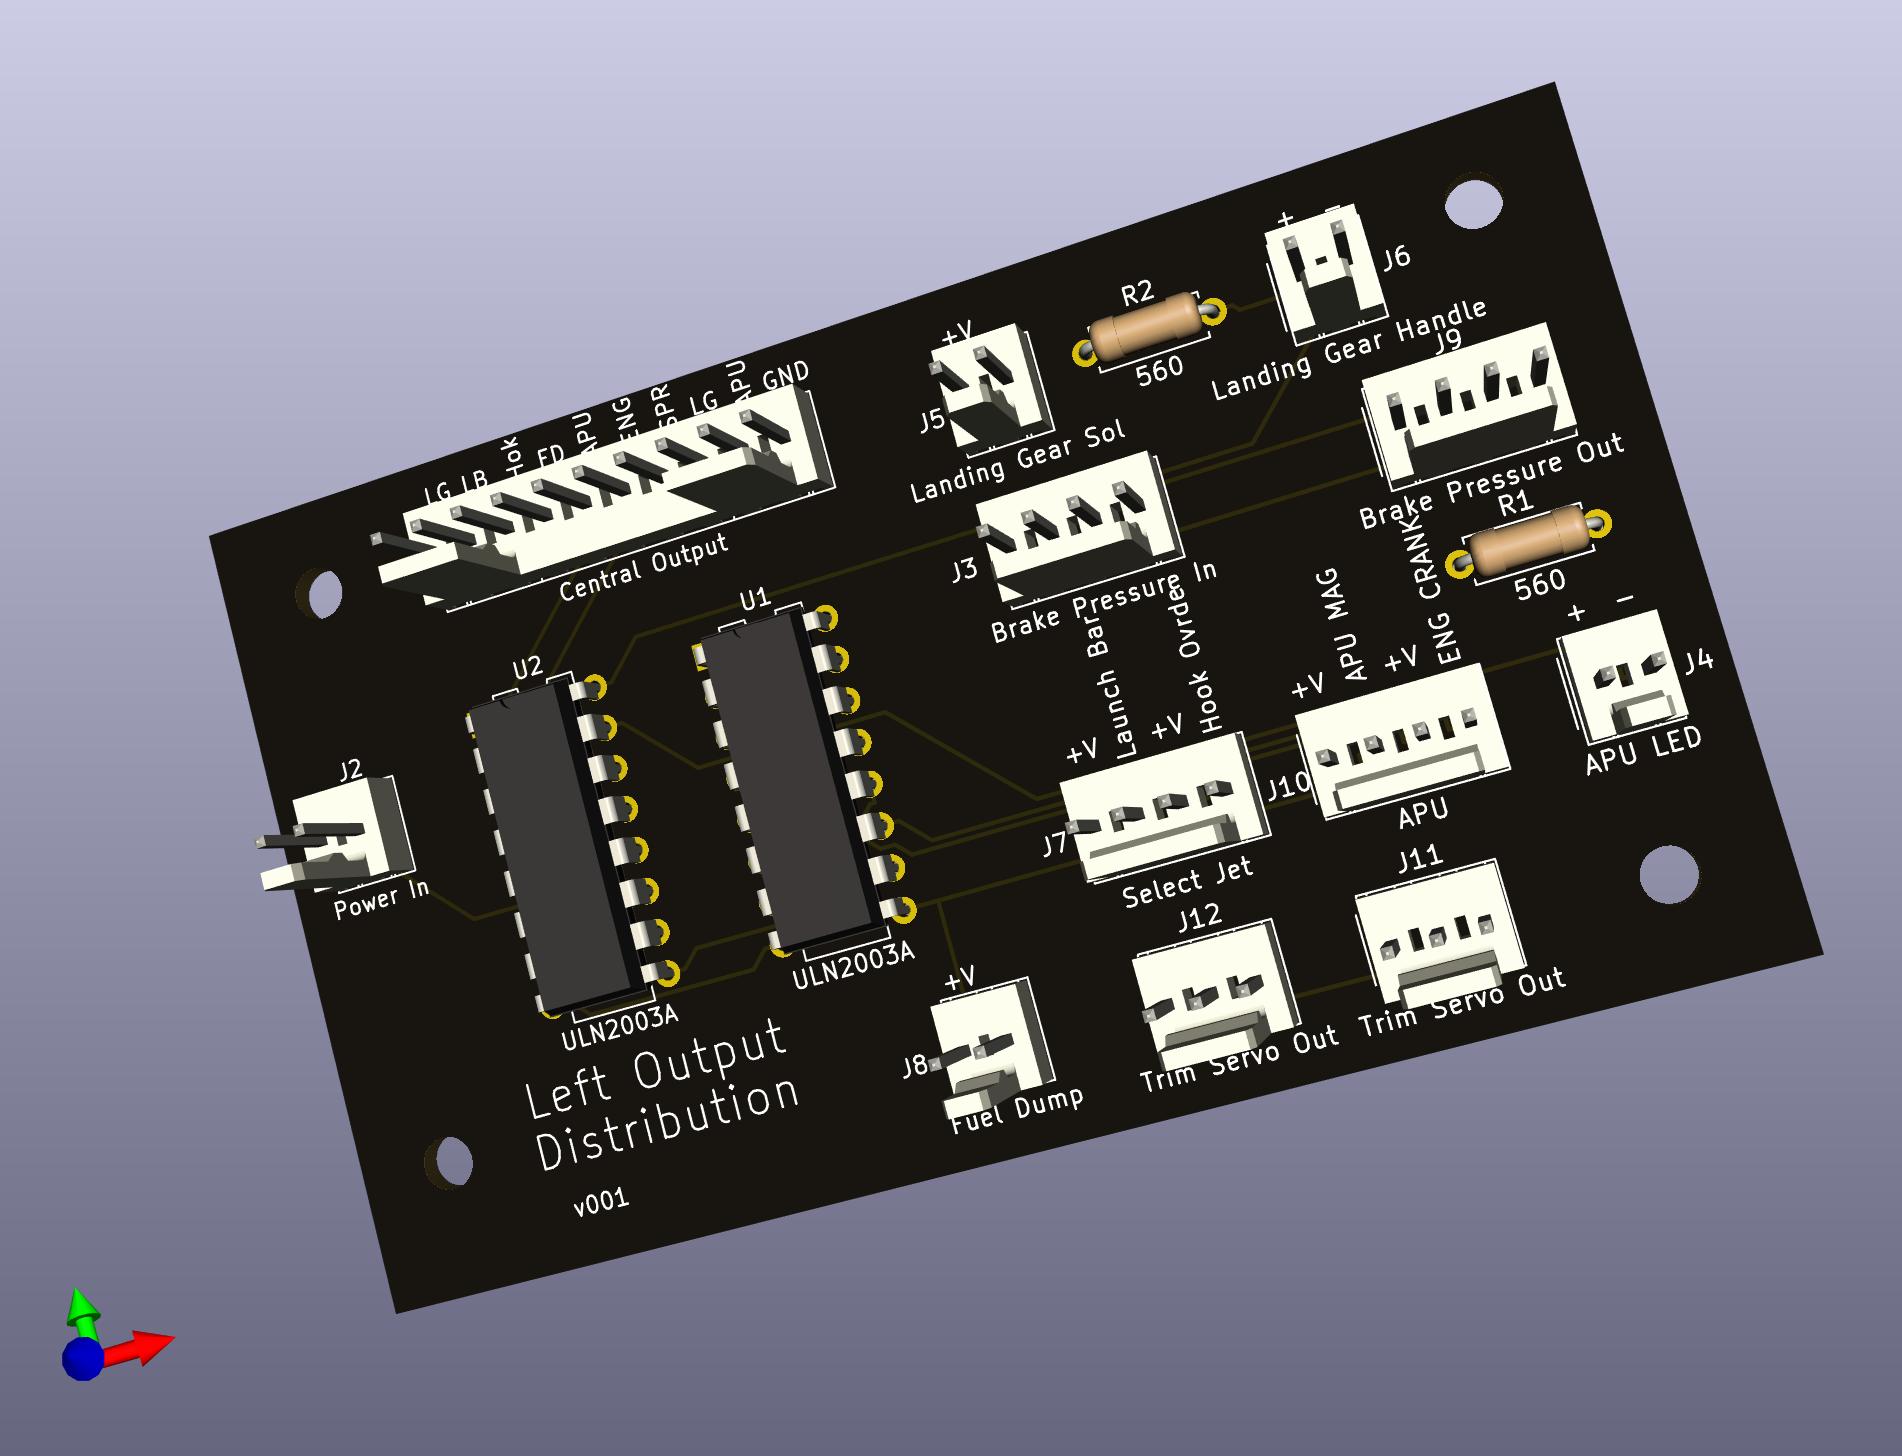 J6
+ -
Landing Gear Handle
R2
560
+V
J5
Landing Gear Sol
J9
Brake Pressure Out
LG
LB
FD
APU
ENG
SPR
LG
APU
GND
Central Output
J3
Brake Pressure In
R1
560
+ -
J4
APU LED
U1
ULN2003A
U2
ULN2003A
J2
Power In
+V
Launch Bar
+V
Hook Ovrde
J7
Select Jet
+V
APU MAG
+V
ENG CRANK
J10
APU
J11
Trim Servo Out
J12
Trim Servo Out
+V
J8
Fuel Dump
Left Output
Distribution
v001